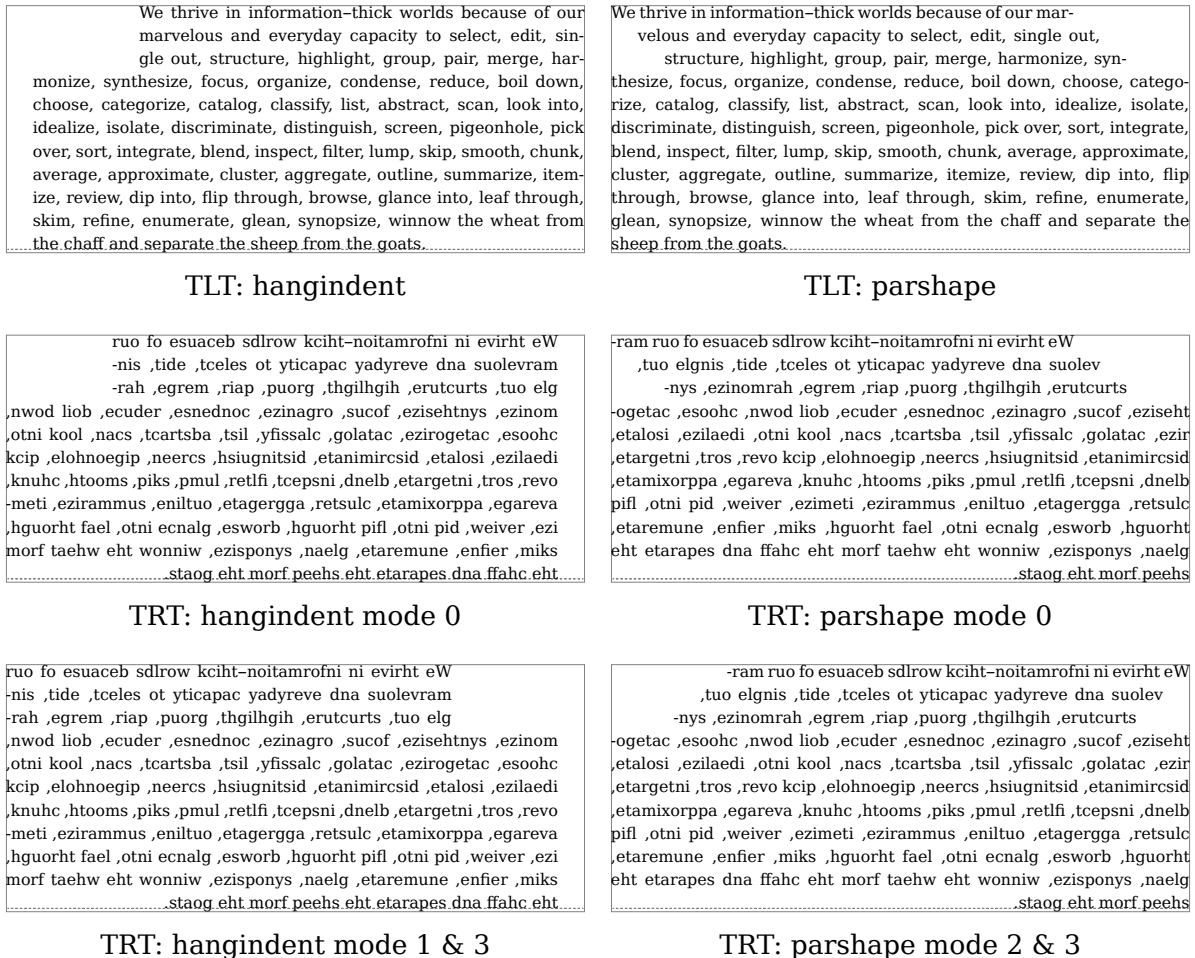 We thrive in information–thick worlds because of our
marvelous and everyday capacity to select, edit, sin-
gle out, structure, highlight, group, pair, merge, har-
monize, synthesize, focus, organize, condense, reduce, boil down,
choose, categorize, catalog, classify, list, abstract, scan, look into,
idealize, isolate, discriminate, distinguish, screen, pigeonhole, pick
over, sort, integrate, blend, inspect, filter, lump, skip, smooth, chunk,
average, approximate, cluster, aggregate, outline, summarize, item-
ize, review, dip into, flip through, browse, glance into, leaf through,
skim, refine, enumerate, glean, synopsize, winnow the wheat from
the chaff and separate the sheep from the goats.
TLT: hangindent
We thrive in information–thick worlds because of our mar-
velous and everyday capacity to select, edit, single out,
structure, highlight, group, pair, merge, harmonize, syn-
thesize, focus, organize, condense, reduce, boil down, choose, catego-
rize, catalog, classify, list, abstract, scan, look into, idealize, isolate,
discriminate, distinguish, screen, pigeonhole, pick over, sort, integrate,
blend, inspect, filter, lump, skip, smooth, chunk, average, approximate,
cluster, aggregate, outline, summarize, itemize, review, dip into, flip
through, browse, glance into, leaf through, skim, refine, enumerate,
glean, synopsize, winnow the wheat from the chaff and separate the
sheep from the goats.
TLT: parshape
ruo fo esuaceb sdlrow kciht–noitamrofni ni evirht eW
-nis ,tide ,tceles ot yticapac yadyreve dna suolevram
-rah ,egrem ,riap ,puorg ,thgilhgih ,erutcurts ,tuo elg
,nwod liob ,ecuder ,esnednoc ,ezinagro ,sucof ,ezisehtnys ,ezinom
,otni kool ,nacs ,tcartsba ,tsil ,yfissalc ,golatac ,ezirogetac ,esoohc
kcip ,elohnoegip ,neercs ,hsiugnitsid ,etanimircsid ,etalosi ,ezilaedi
,knuhc ,htooms ,piks ,pmul ,retlfi ,tcepsni ,dnelb ,etargetni ,tros ,revo
-meti ,ezirammus ,eniltuo ,etagergga ,retsulc ,etamixorppa ,egareva
,hguorht fael ,otni ecnalg ,esworb ,hguorht pifl ,otni pid ,weiver ,ezi
morf taehw eht wonniw ,ezisponys ,naelg ,etaremune ,enfier ,miks
.staog eht morf peehs eht etarapes dna ffahc eht
TRT: hangindent mode 0
-ram ruo fo esuaceb sdlrow kciht–noitamrofni ni evirht eW
,tuo elgnis ,tide ,tceles ot yticapac yadyreve dna suolev
-nys ,ezinomrah ,egrem ,riap ,puorg ,thgilhgih ,erutcurts
-ogetac ,esoohc ,nwod liob ,ecuder ,esnednoc ,ezinagro ,sucof ,eziseht
,etalosi ,ezilaedi ,otni kool ,nacs ,tcartsba ,tsil ,yfissalc ,golatac ,ezir
,etargetni ,tros ,revo kcip ,elohnoegip ,neercs ,hsiugnitsid ,etanimircsid
,etamixorppa ,egareva ,knuhc ,htooms ,piks ,pmul ,retlfi ,tcepsni ,dnelb
pifl ,otni pid ,weiver ,ezimeti ,ezirammus ,eniltuo ,etagergga ,retsulc
,etaremune ,enfier ,miks ,hguorht fael ,otni ecnalg ,esworb ,hguorht
eht etarapes dna ffahc eht morf taehw eht wonniw ,ezisponys ,naelg
.staog eht morf peehs
TRT: parshape mode 0
ruo fo esuaceb sdlrow kciht–noitamrofni ni evirht eW
-nis ,tide ,tceles ot yticapac yadyreve dna suolevram
-rah ,egrem ,riap ,puorg ,thgilhgih ,erutcurts ,tuo elg
,nwod liob ,ecuder ,esnednoc ,ezinagro ,sucof ,ezisehtnys ,ezinom
,otni kool ,nacs ,tcartsba ,tsil ,yfissalc ,golatac ,ezirogetac ,esoohc
kcip ,elohnoegip ,neercs ,hsiugnitsid ,etanimircsid ,etalosi ,ezilaedi
,knuhc ,htooms ,piks ,pmul ,retlfi ,tcepsni ,dnelb ,etargetni ,tros ,revo
-meti ,ezirammus ,eniltuo ,etagergga ,retsulc ,etamixorppa ,egareva
,hguorht fael ,otni ecnalg ,esworb ,hguorht pifl ,otni pid ,weiver ,ezi
morf taehw eht wonniw ,ezisponys ,naelg ,etaremune ,enfier ,miks
.staog eht morf peehs eht etarapes dna ffahc eht
TRT: hangindent mode 1 & 3
-ram ruo fo esuaceb sdlrow kciht–noitamrofni ni evirht eW
,tuo elgnis ,tide ,tceles ot yticapac yadyreve dna suolev
-nys ,ezinomrah ,egrem ,riap ,puorg ,thgilhgih ,erutcurts
-ogetac ,esoohc ,nwod liob ,ecuder ,esnednoc ,ezinagro ,sucof ,eziseht
,etalosi ,ezilaedi ,otni kool ,nacs ,tcartsba ,tsil ,yfissalc ,golatac ,ezir
,etargetni ,tros ,revo kcip ,elohnoegip ,neercs ,hsiugnitsid ,etanimircsid
,etamixorppa ,egareva ,knuhc ,htooms ,piks ,pmul ,retlfi ,tcepsni ,dnelb
pifl ,otni pid ,weiver ,ezimeti ,ezirammus ,eniltuo ,etagergga ,retsulc
,etaremune ,enfier ,miks ,hguorht fael ,otni ecnalg ,esworb ,hguorht
eht etarapes dna ffahc eht morf taehw eht wonniw ,ezisponys ,naelg
.staog eht morf peehs
TRT: parshape mode 2 & 3